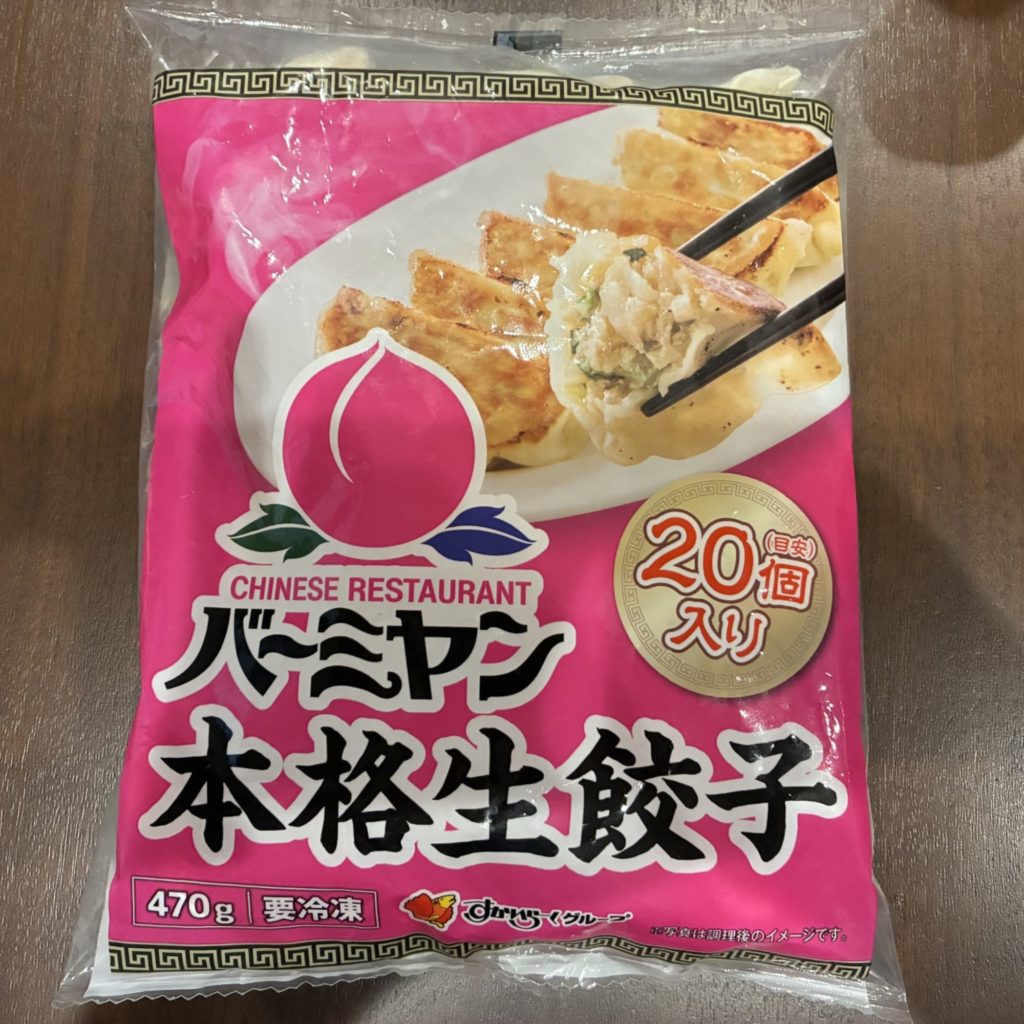 20個
(目安)
入り
CHINESE RESTAURANT
バーミヤン
本格生餃子
470g 要冷凍
すかいらーくグループ
※写真は調理後のイメージです。